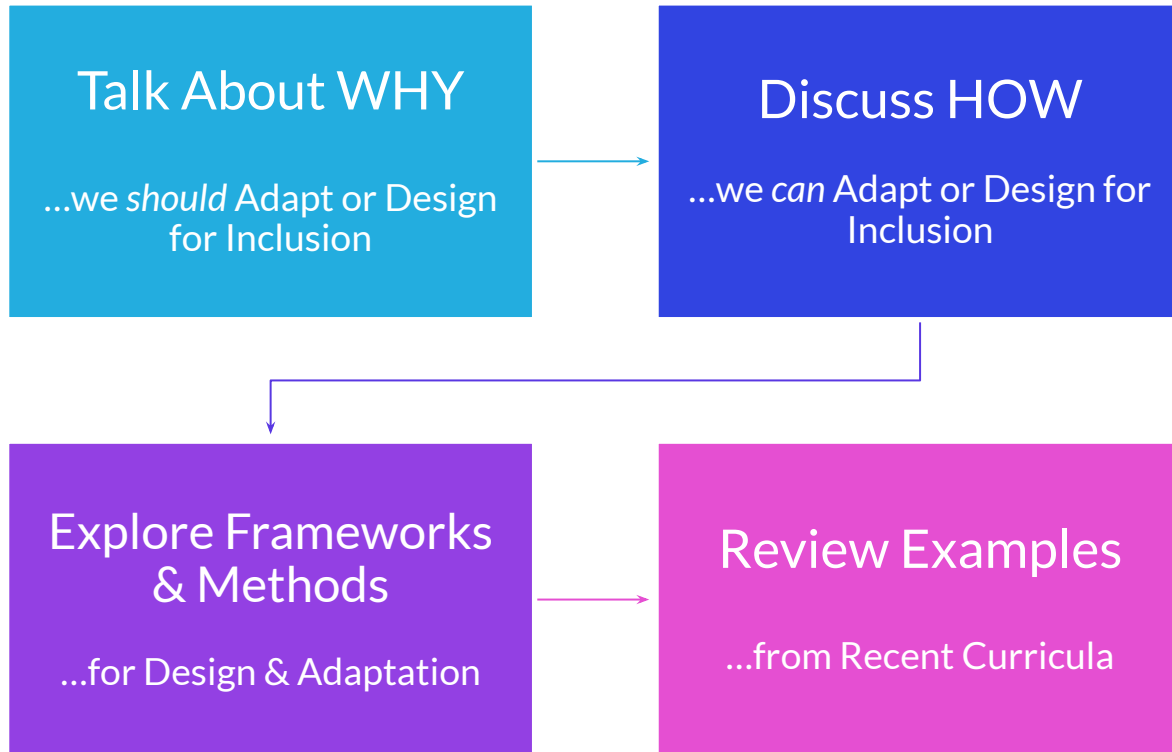 Talk About WHY
...we should Adapt or Design
for Inclusion
Discuss HOW
...we can Adapt or Design for
Inclusion
Explore Frameworks
& Methods
...for Design & Adaptation
Review Examples
...from Recent Curricula